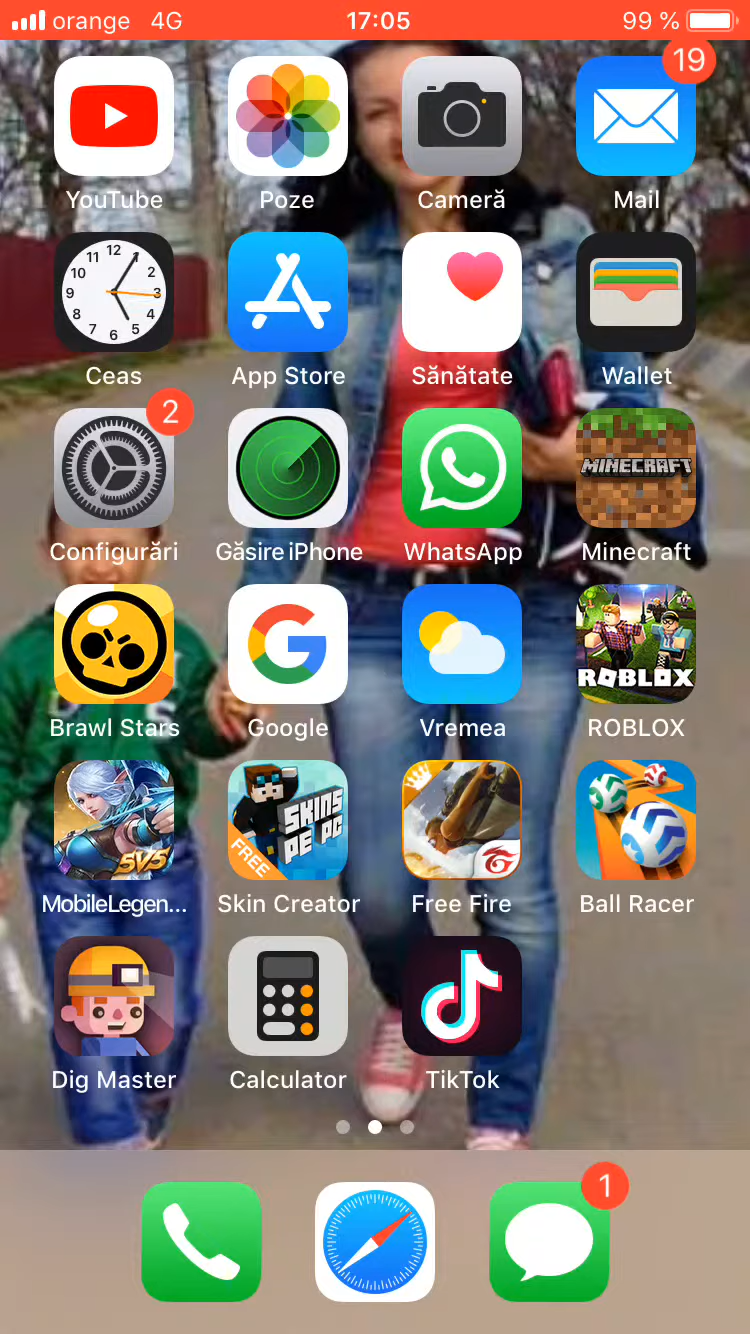 orange 4G 17:05 99 %
19
YouTube Poze Cameră Mail
12
11 1
10 2
9 3
8 4
7 5
6
Ceas App Store Sănătate Wallet
2
MINECRAFT
Configurări Găsire iPhone WhatsApp Minecraft
ROBLOX
Brawl Stars Google Vremea ROBLOX
5V5
SKINS
PE PC
FREE
MobileLegen... Skin Creator Free Fire Ball Racer
Dig Master Calculator TikTok
1